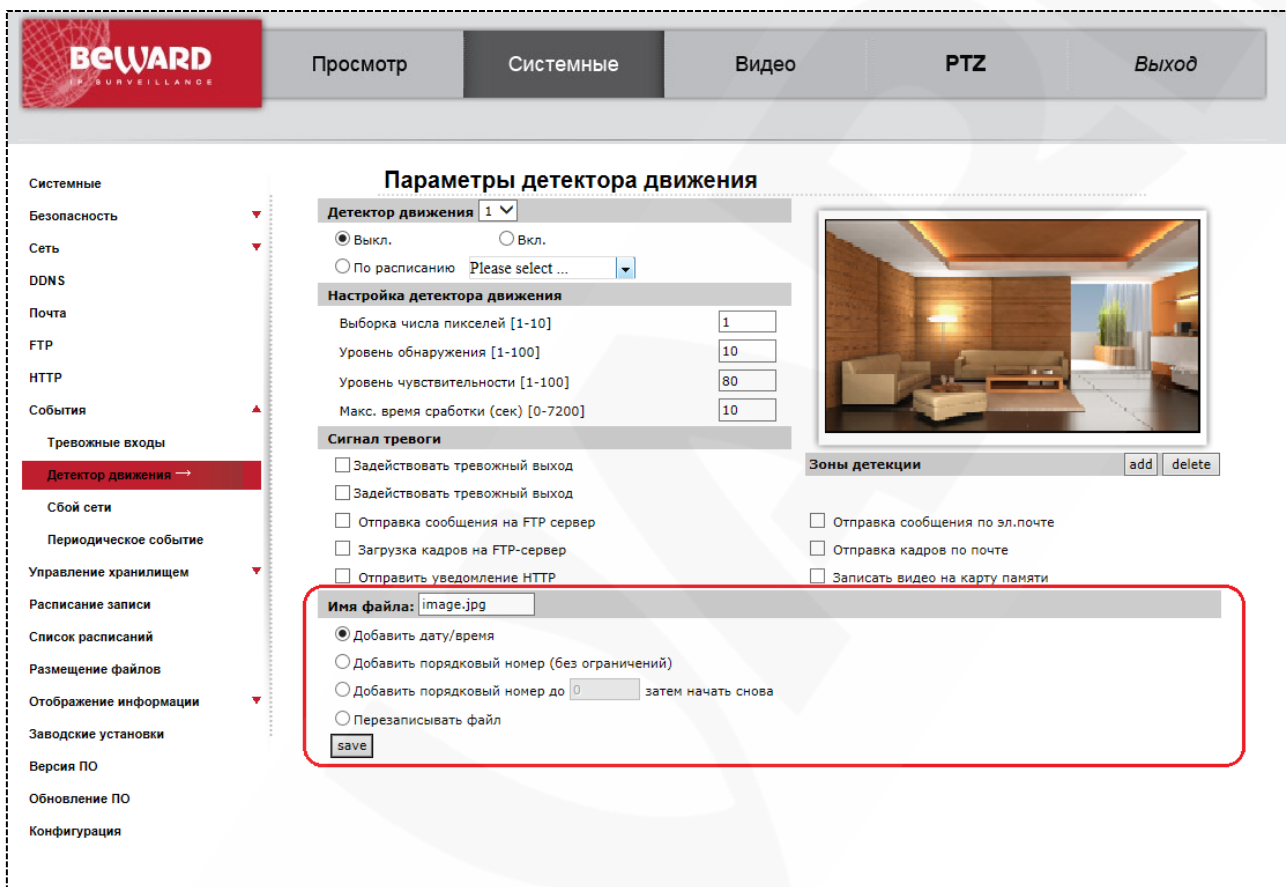 BEWARD
IP SURVEILLANCE
Просмотр
Системные
Видео
PTZ
Выход
Системные
Безопасность
Сеть
DDNS
Почта
FTP
HTTP
События
Тревожные входы
Детектор движения →
Сбой сети
Периодическое событие
Управление хранилищем
Расписание записи
Список расписаний
Размещение файлов
Отображение информации
Заводские установки
Версия ПО
Обновление ПО
Конфигурация
Параметры детектора движения
Детектор движения 1
Выкл. Вкл.
По расписанию Please select ...
Настройка детектора движения
Выборка числа пикселей [1-10] 1
Уровень обнаружения [1-100] 10
Уровень чувствительности [1-100] 80
Макс. время сработки (сек) [0-7200] 10
Сигнал тревоги
Зоны детекции add delete
Задействовать тревожный выход
Задействовать тревожный выход
Отправка сообщения на FTP сервер Отправка сообщения по эл.почте
Загрузка кадров на FTP-сервер Отправка кадров по почте
Отправить уведомление HTTP Записать видео на карту памяти
Имя файла: image.jpg
Добавить дату/время
Добавить порядковый номер (без ограничений)
Добавить порядковый номер до 0 затем начать снова
Перезаписывать файл
save